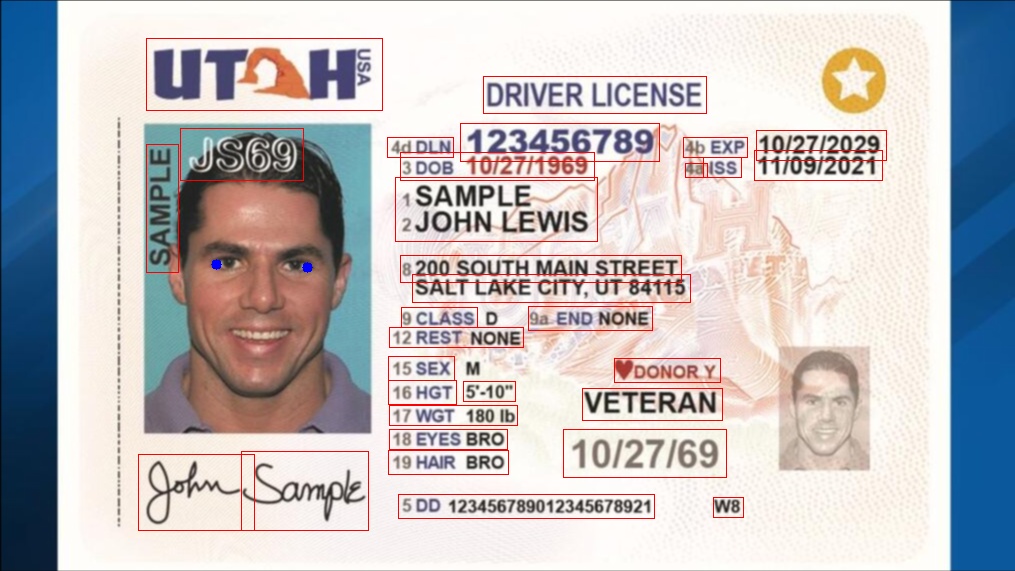 UTAH USA
DRIVER LICENSE
JS69
SAMPLE
4d DLN 123456789 4b EXP 10/27/2029
3 DOB 10/27/1969 4a ISS 11/09/2021
1 SAMPLE
2 JOHN LEWIS
8 200 SOUTH MAIN STREET
SALT LAKE CITY, UT 84115
9 CLASS D 9a END NONE
12 REST NONE
15 SEX M DONOR Y
16 HGT 5'-10"
VETERAN
17 WGT 180 lb
18 EYES BRO
10/27/69
19 HAIR BRO
John Sample
5 DD 123456789012345678921 W8